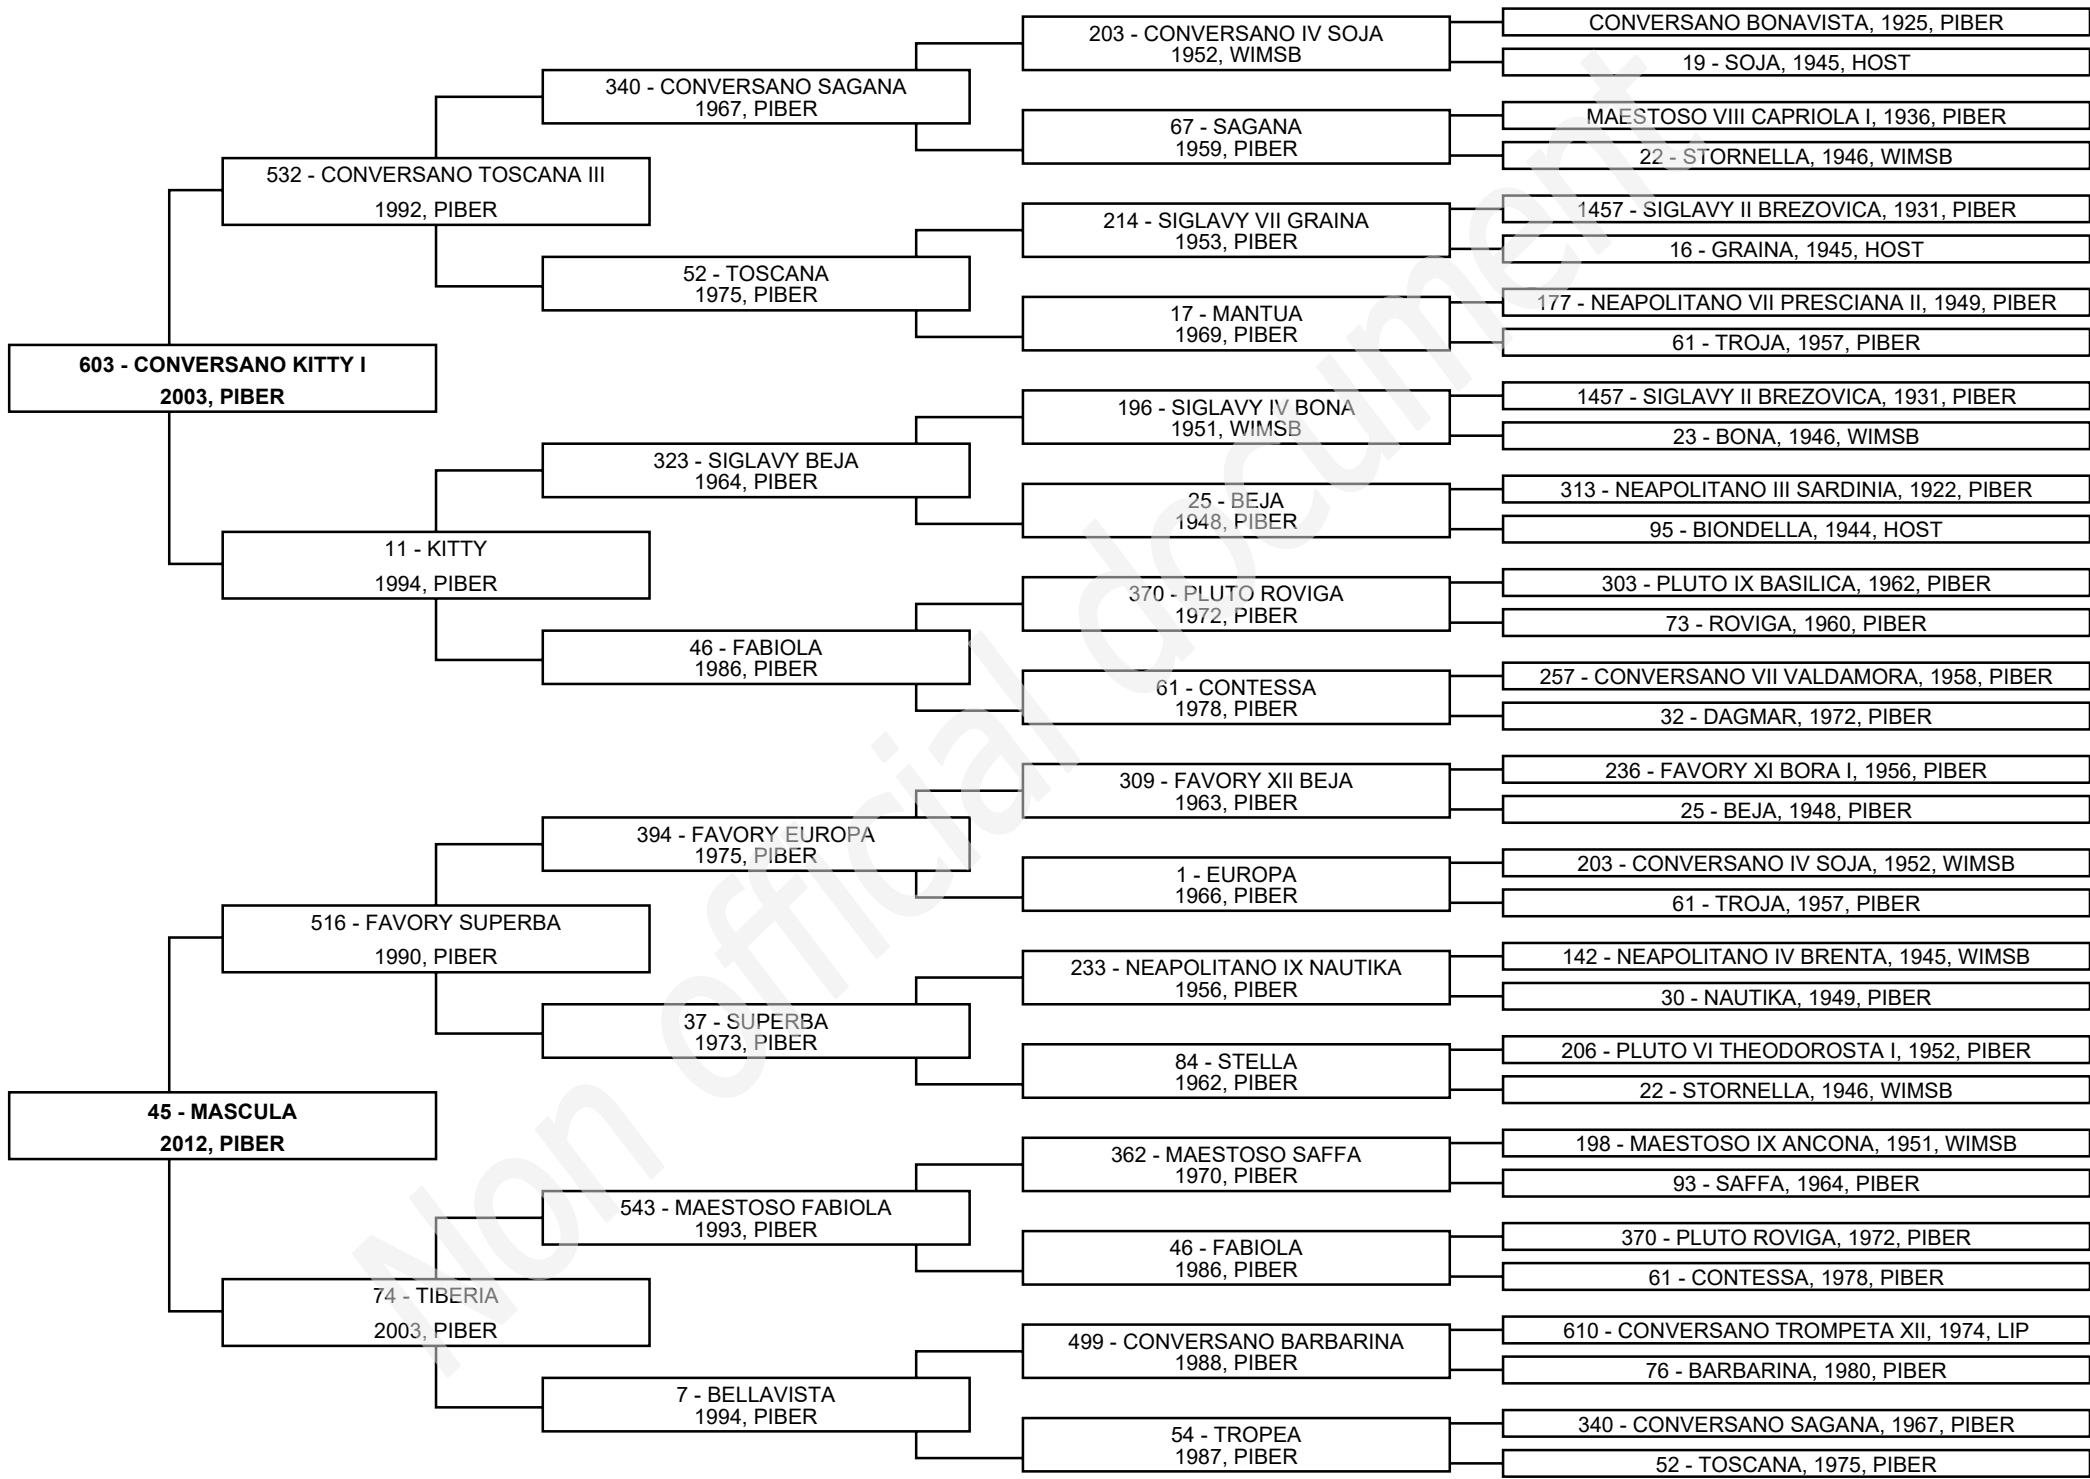 603 - CONVERSANO KITTY I
2003, PIBER
45 - MASCULA
2012, PIBER
532 - CONVERSANO TOSCANA III
1992, PIBER
11 - KITTY
1994, PIBER
516 - FAVORY SUPERBA
1990, PIBER
74 - TIBERIA
2003, PIBER
340 - CONVERSANO SAGANA
1967, PIBER
52 - TOSCANA
1975, PIBER
323 - SIGLAVY BEJA
1964, PIBER
46 - FABIOLA
1986, PIBER
394 - FAVORY EUROPA
1975, PIBER
37 - SUPERBA
1973, PIBER
543 - MAESTOSO FABIOLA
1993, PIBER
7 - BELLAVISTA
1994, PIBER
203 - CONVERSANO IV SOJA
1952, WIMSB
67 - SAGANA
1959, PIBER
214 - SIGLAVY VII GRAINA
1953, PIBER
17 - MANTUA
1969, PIBER
196 - SIGLAVY IV BONA
1951, WIMSB
25 - BEJA
1948, PIBER
370 - PLUTO ROVIGA
1972, PIBER
61 - CONTESSA
1978, PIBER
309 - FAVORY XII BEJA
1963, PIBER
1 - EUROPA
1966, PIBER
233 - NEAPOLITANO IX NAUTIKA
1956, PIBER
84 - STELLA
1962, PIBER
362 - MAESTOSO SAFFA
1970, PIBER
46 - FABIOLA
1986, PIBER
499 - CONVERSANO BARBARINA
1988, PIBER
54 - TROPEA
1987, PIBER
CONVERSANO BONAVISTA, 1925, PIBER
19 - SOJA, 1945, HOST
MAESTOSO VIII CAPRIOLA I, 1936, PIBER
22 - STORNELLA, 1946, WIMSB
1457 - SIGLAVY II BREZOVICA, 1931, PIBER
16 - GRAINA, 1945, HOST
177 - NEAPOLITANO VII PRESCIANA II, 1949, PIBER
61 - TROJA, 1957, PIBER
1457 - SIGLAVY II BREZOVICA, 1931, PIBER
23 - BONA, 1946, WIMSB
313 - NEAPOLITANO III SARDINIA, 1922, PIBER
95 - BIONDELLA, 1944, HOST
303 - PLUTO IX BASILICA, 1962, PIBER
73 - ROVIGA, 1960, PIBER
257 - CONVERSANO VII VALDAMORA, 1958, PIBER
32 - DAGMAR, 1972, PIBER
236 - FAVORY XI BORA I, 1956, PIBER
25 - BEJA, 1948, PIBER
203 - CONVERSANO IV SOJA, 1952, WIMSB
61 - TROJA, 1957, PIBER
142 - NEAPOLITANO IV BRENTA, 1945, WIMSB
30 - NAUTIKA, 1949, PIBER
206 - PLUTO VI THEODOROSTA I, 1952, PIBER
22 - STORNELLA, 1946, WIMSB
198 - MAESTOSO IX ANCONA, 1951, WIMSB
93 - SAFFA, 1964, PIBER
370 - PLUTO ROVIGA, 1972, PIBER
61 - CONTESSA, 1978, PIBER
610 - CONVERSANO TROMPETA XII, 1974, LIP
76 - BARBARINA, 1980, PIBER
340 - CONVERSANO SAGANA, 1967, PIBER
52 - TOSCANA, 1975, PIBER
Non official document